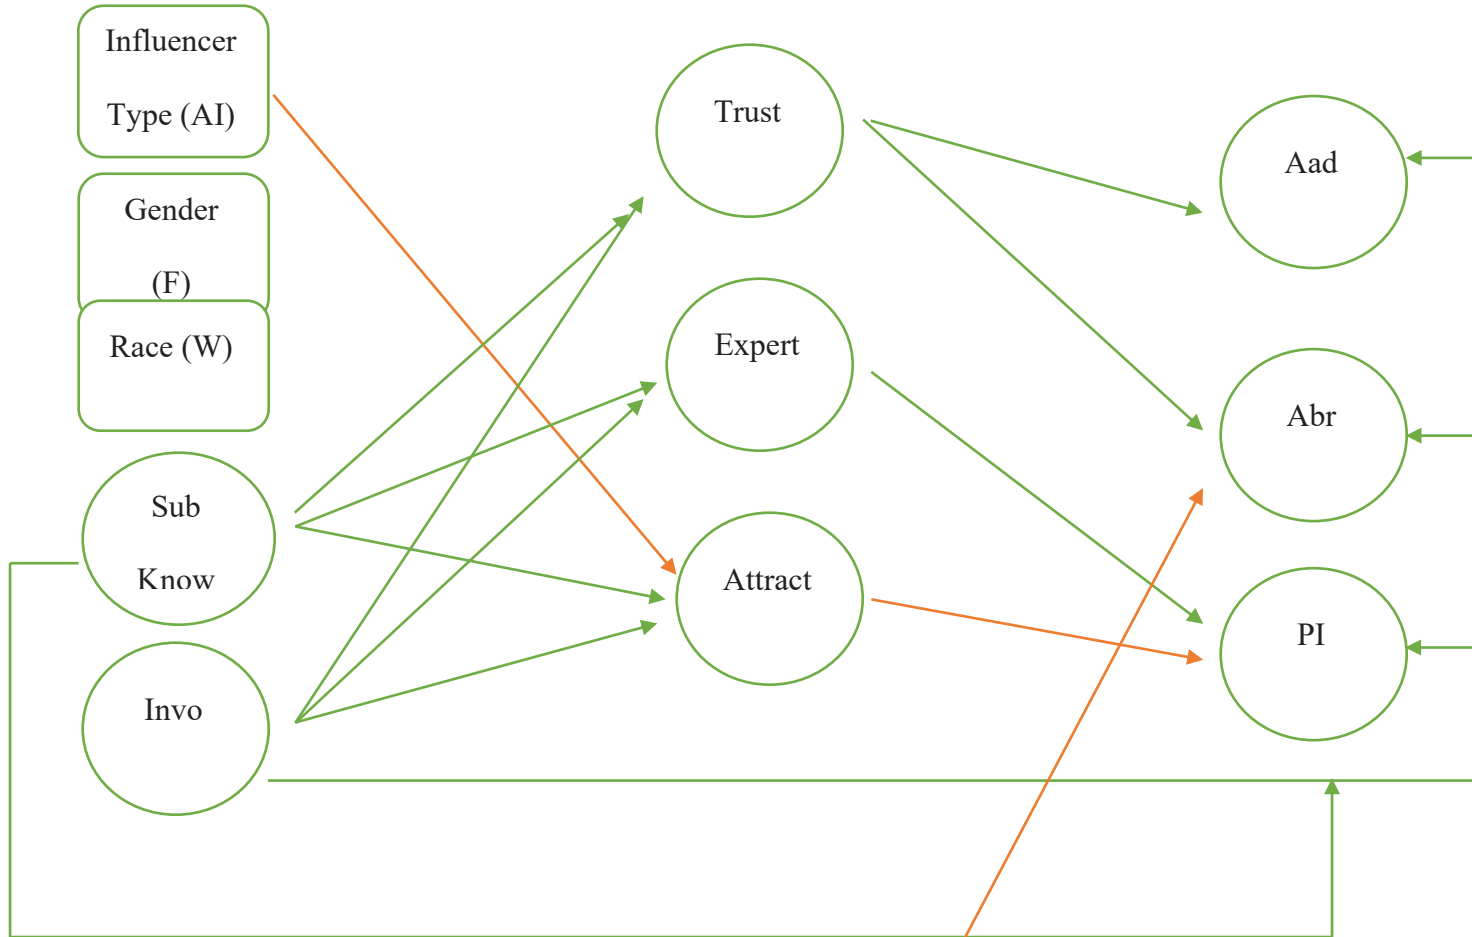 Influencer
Type (AI)
Gender
(F)
Race (W)
Sub
Know
Invo
Trust
Expert
Attract
Aad
Abr
PI